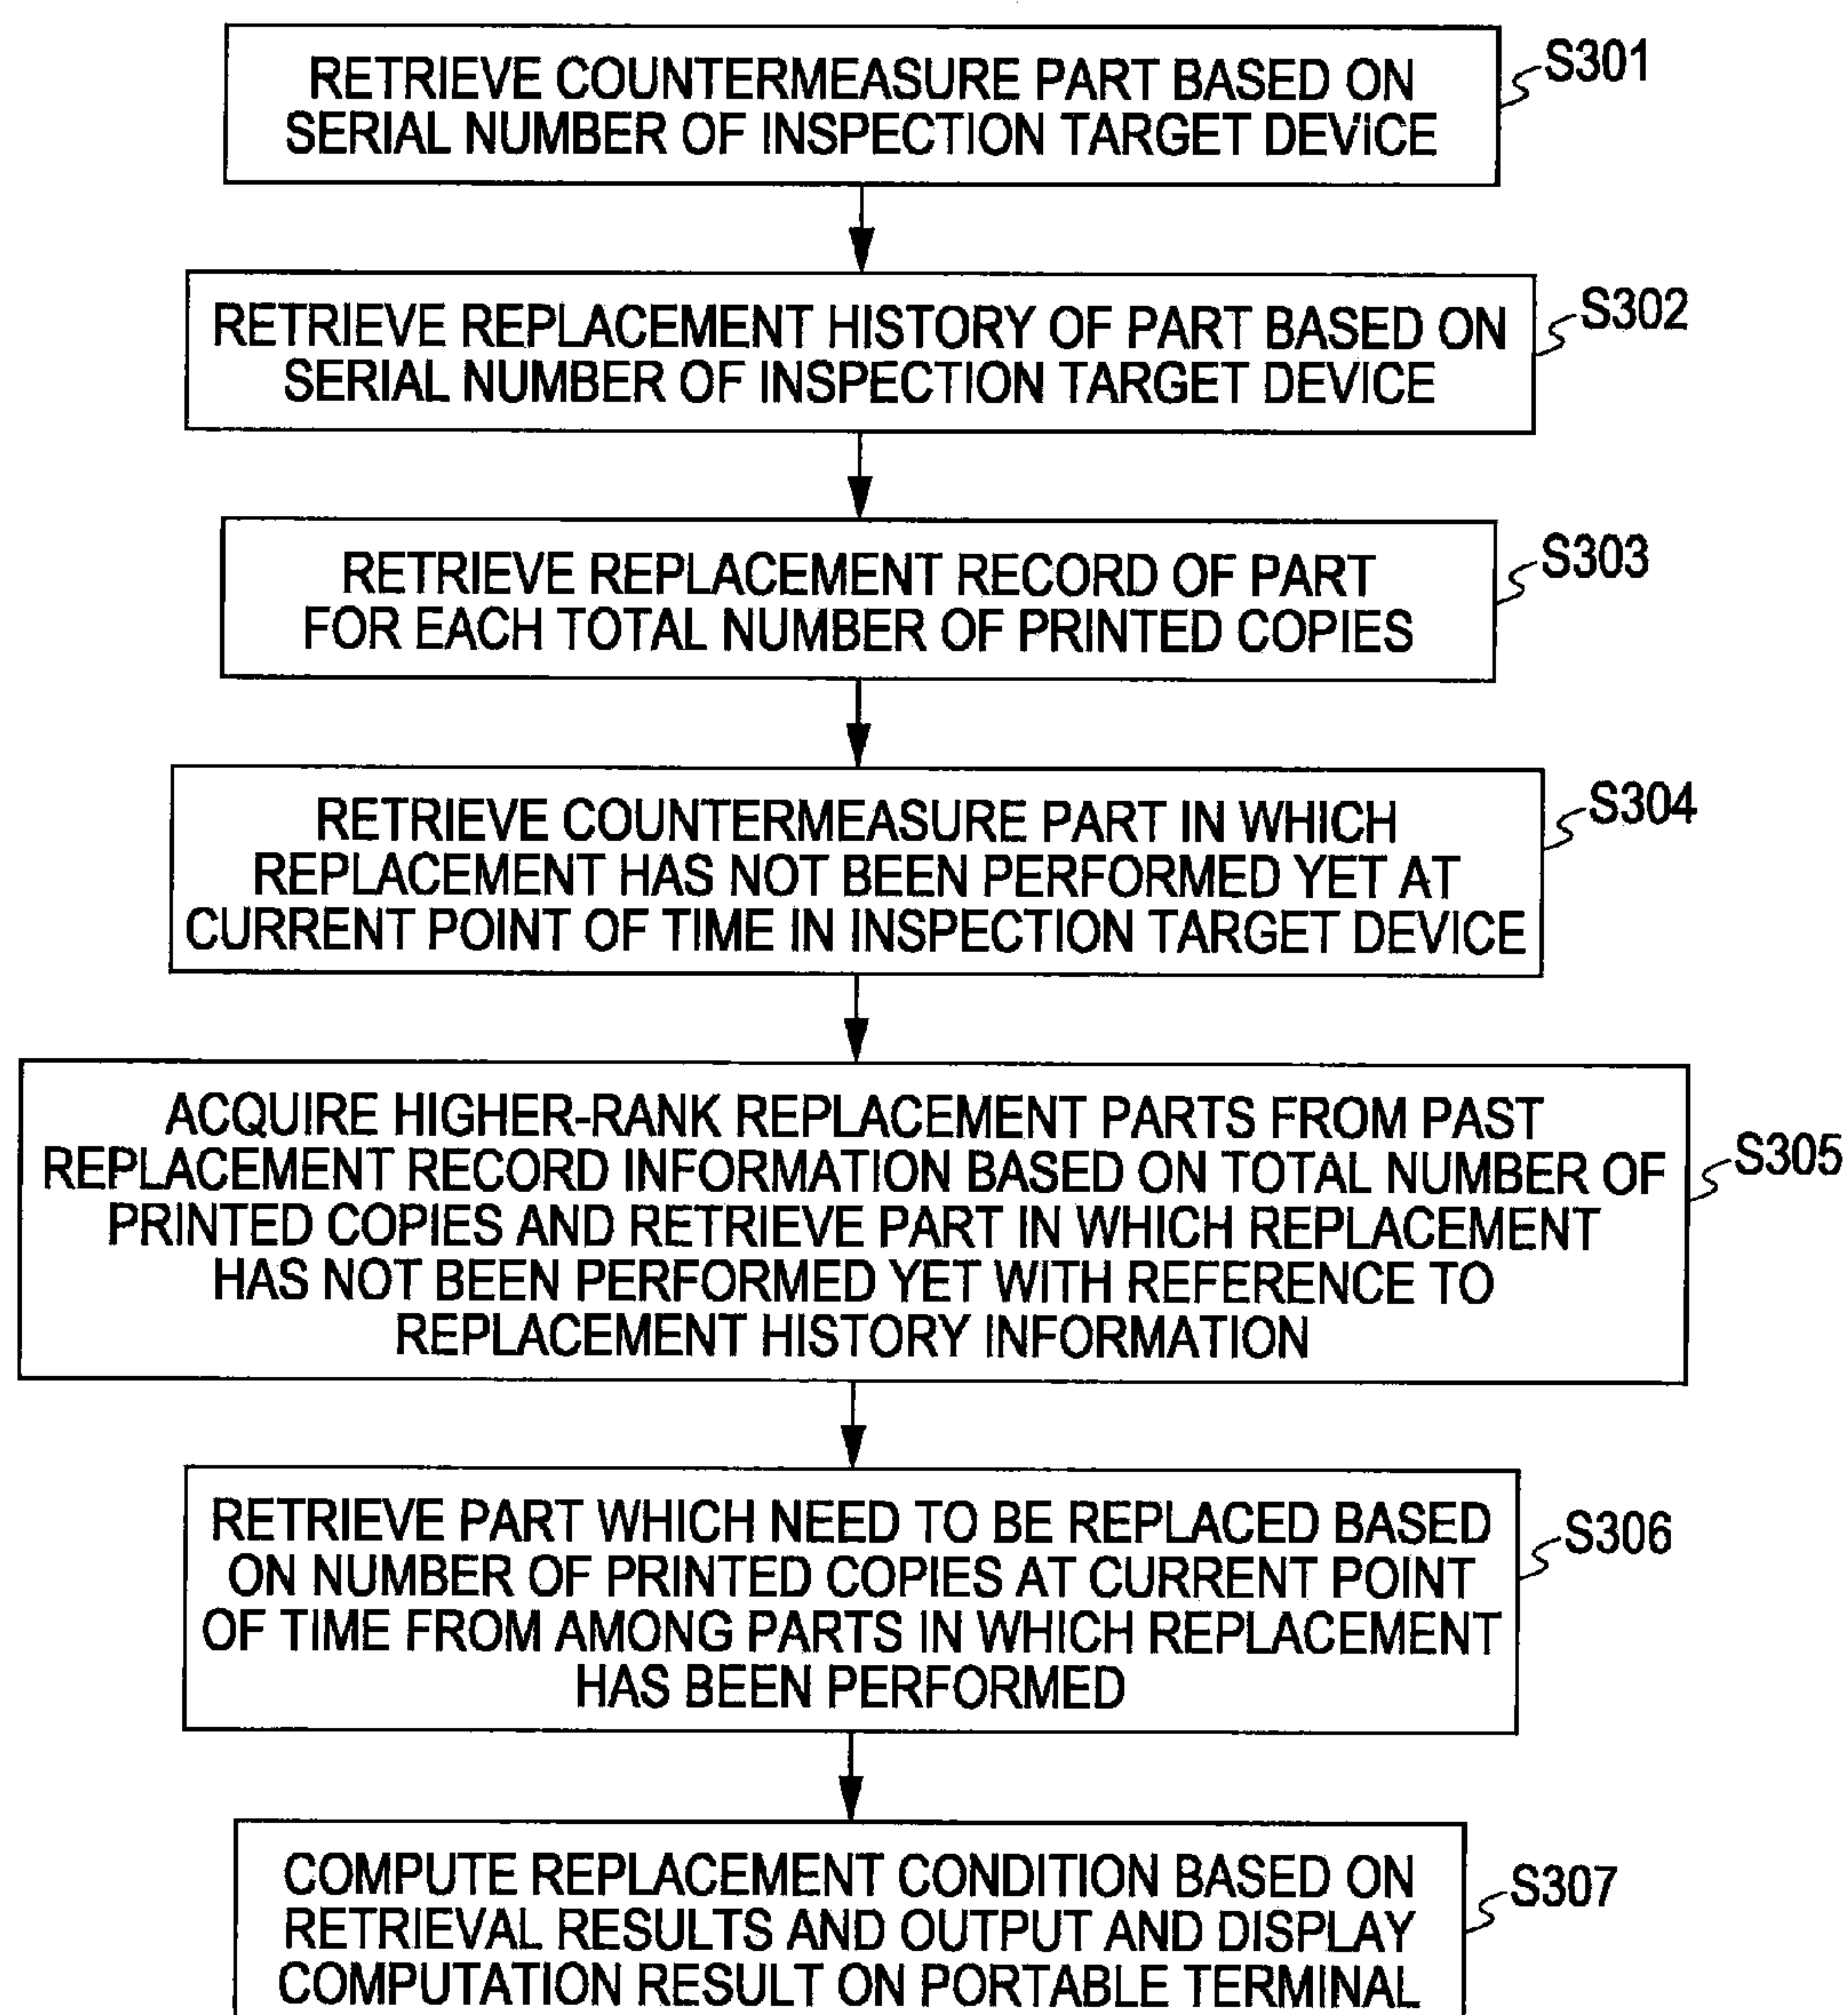 RETRIEVE COUNTERMEASURE PART BASED ON
SERIAL NUMBER OF INSPECTION TARGET DEVICE
S301
RETRIEVE REPLACEMENT HISTORY OF PART BASED ON
SERIAL NUMBER OF INSPECTION TARGET DEVICE
S302
RETRIEVE REPLACEMENT RECORD OF PART
FOR EACH TOTAL NUMBER OF PRINTED COPIES
S303
RETRIEVE COUNTERMEASURE PART IN WHICH
REPLACEMENT HAS NOT BEEN PERFORMED YET AT
CURRENT POINT OF TIME IN INSPECTION TARGET DEVICE
S304
ACQUIRE HIGHER-RANK REPLACEMENT PARTS FROM PAST
REPLACEMENT RECORD INFORMATION BASED ON TOTAL NUMBER OF
PRINTED COPIES AND RETRIEVE PART IN WHICH REPLACEMENT
HAS NOT BEEN PERFORMED YET WITH REFERENCE TO
REPLACEMENT HISTORY INFORMATION
S305
RETRIEVE PART WHICH NEED TO BE REPLACED BASED
ON NUMBER OF PRINTED COPIES AT CURRENT POINT
OF TIME FROM AMONG PARTS IN WHICH REPLACEMENT
HAS BEEN PERFORMED
S306
COMPUTE REPLACEMENT CONDITION BASED ON
RETRIEVAL RESULTS AND OUTPUT AND DISPLAY
COMPUTATION RESULT ON PORTABLE TERMINAL
S307